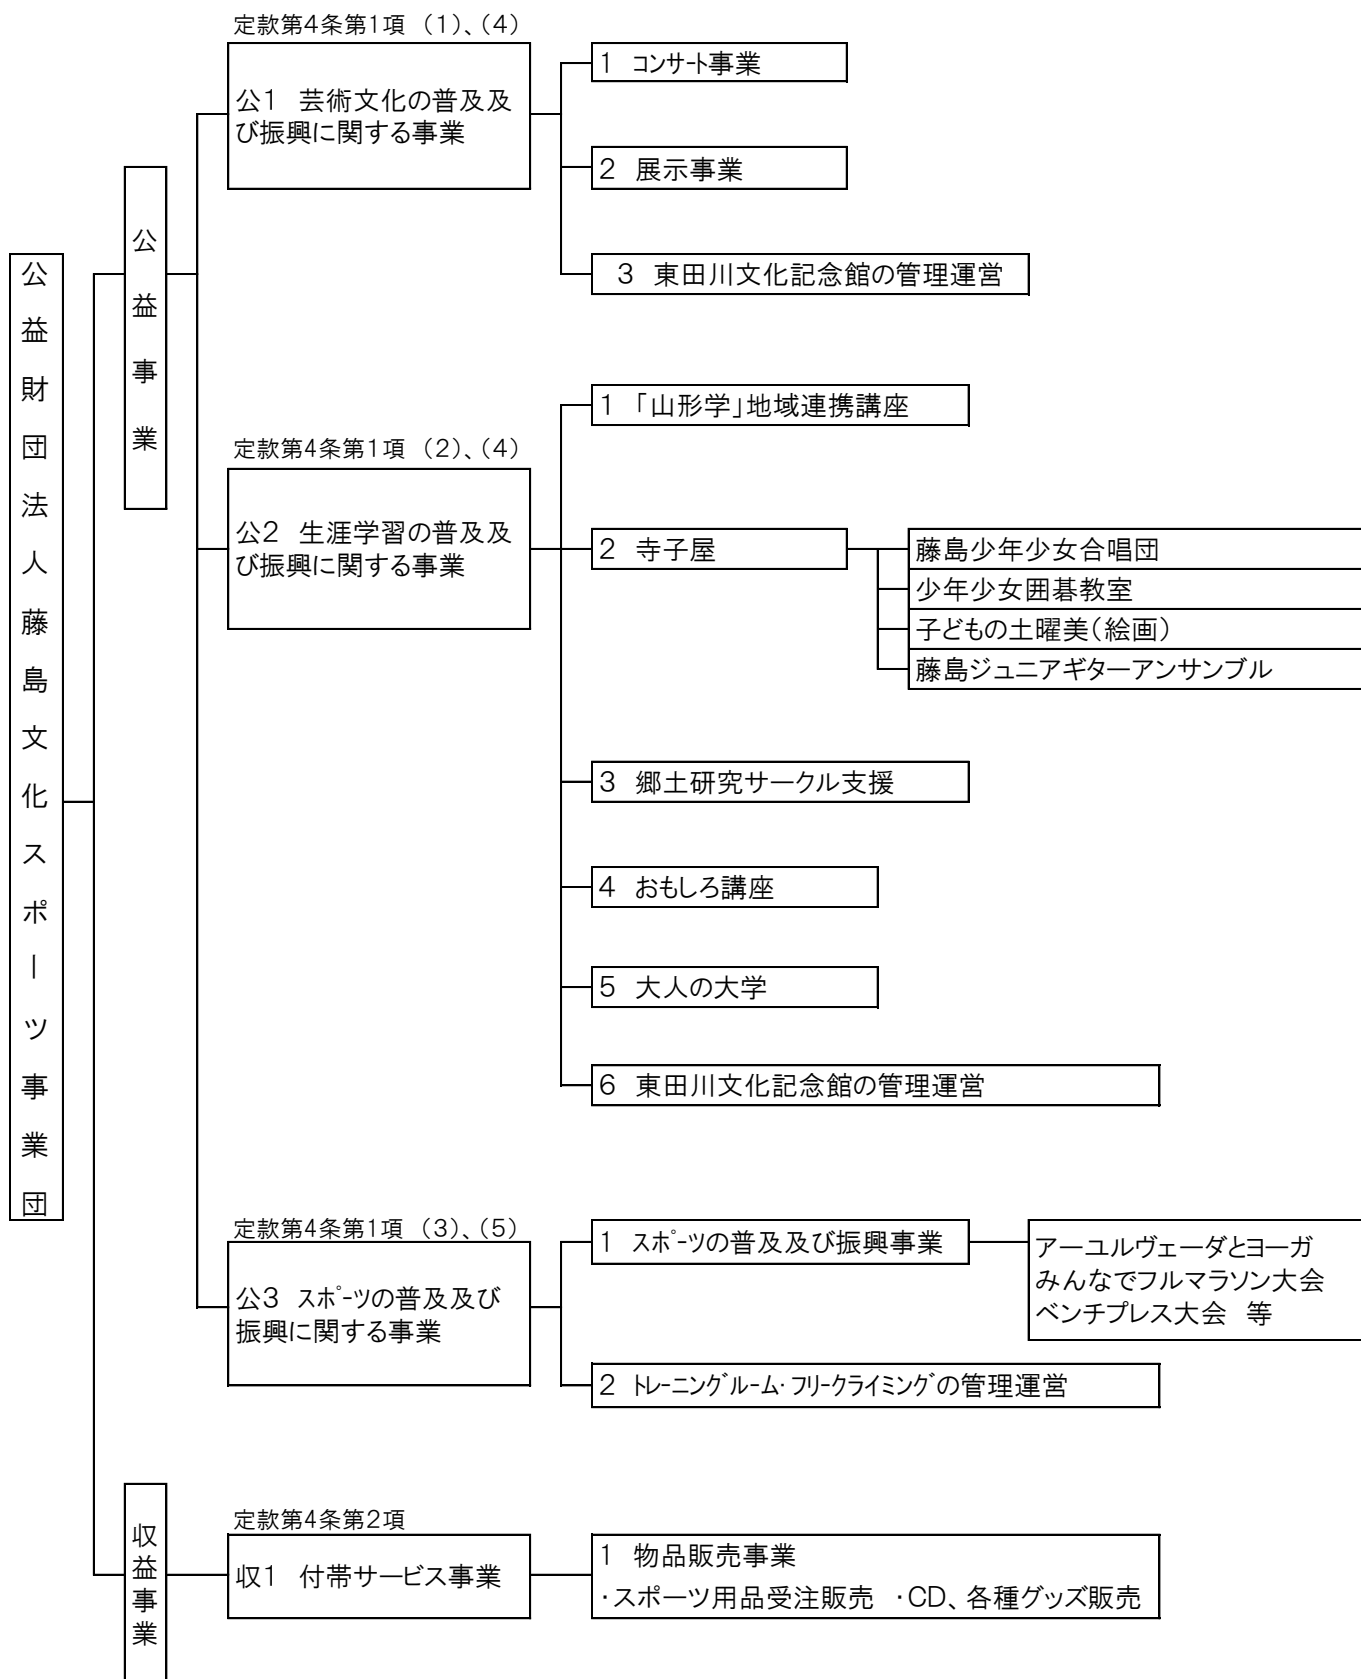 公益財団法人藤島文化スポーツ事業団
公益事業
定款第4条第1項 （1）、（4）
公1 芸術文化の普及及
び振興に関する事業
1 コンサート事業
2 展示事業
3 東田川文化記念館の管理運営
定款第4条第1項 （2）、（4）
公2 生涯学習の普及及
び振興に関する事業
1 「山形学」地域連携講座
2 寺子屋
藤島少年少女合唱団
少年少女囲碁教室
子どもの土曜美（絵画）
藤島ジュニアギターアンサンブル
3 郷土研究サークル支援
4 おもしろ講座
5 大人の大学
6 東田川文化記念館の管理運営
定款第4条第1項 （3）、（5）
公3 スポーツの普及及び
振興に関する事業
1 スポーツの普及及び振興事業
アーユルヴェーダとヨーガ
みんなでフルマラソン大会
ベンチプレス大会 等
2 トレーニングルーム・フリークライミングの管理運営
収益事業
定款第4条第2項
収1 付帯サービス事業
1 物品販売事業
・スポーツ用品受注販売 ・CD、各種グッズ販売